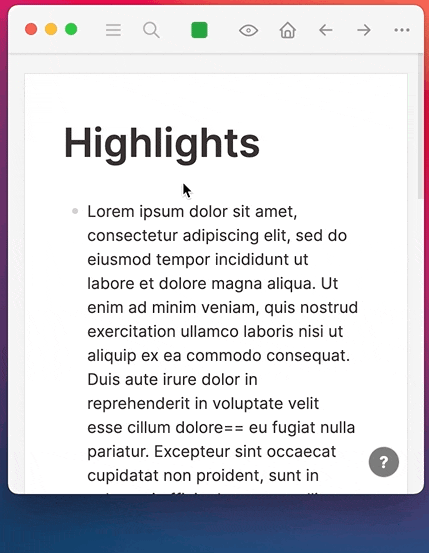 Highlights
Lorem ipsum dolor sit amet,
consectetur adipiscing elit, sed do
eiusmod tempor incididunt ut
labore et dolore magna aliqua. Ut
enim ad minim veniam, quis nostrud
exercitation ullamco laboris nisi ut
aliquip ex ea commodo consequat.
Duis aute irure dolor in
reprehenderit in voluptate velit
esse cillum dolore== eu fugiat nulla
pariatur. Excepteur sint occaecat
cupidatat non proident, sunt in
?